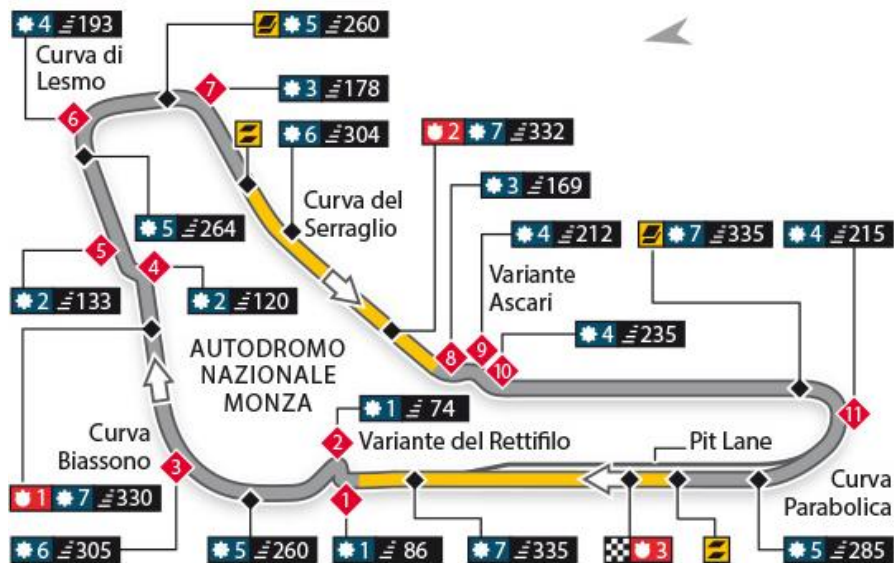 4 193
5 260
Curva di
Lesmo
7
3 178
6
6 304
2 7 332
3 169
Curva del
Serraglio
5 264
4 212
7 335
4 215
5
4
Variante
Ascari
2 133
2 120
4 235
AUTODROMO
NAZIONALE
MONZA
8
9
10
1 74
11
Curva
Biassono
3
2
Variante del Rettifilo
Pit Lane
1
Curva
Parabolica
1 7 330
6 305
5 260
1 86
7 335
3
5 285